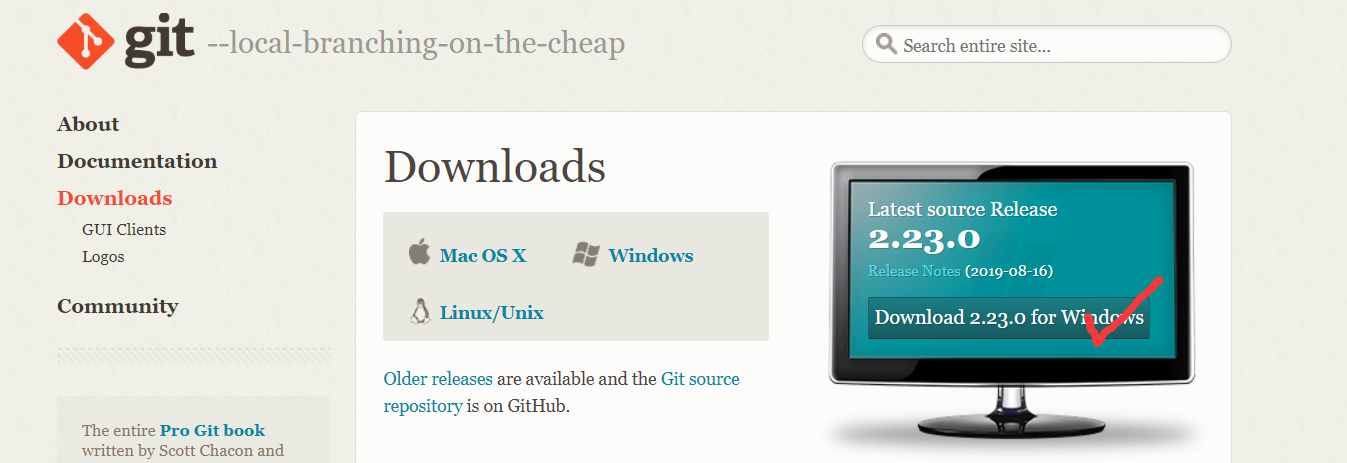 git --local-branching-on-the-cheap
Search entire site...
About
Documentation
Downloads
GUI Clients
Logos
Community
The entire Pro Git book
written by Scott Chacon and
Downloads
Mac OS X
Windows
Linux/Unix
Older releases are available and the Git source
repository is on GitHub.
Latest source Release
2.23.0
Release Notes (2019-08-16)
Download 2.23.0 for Windows